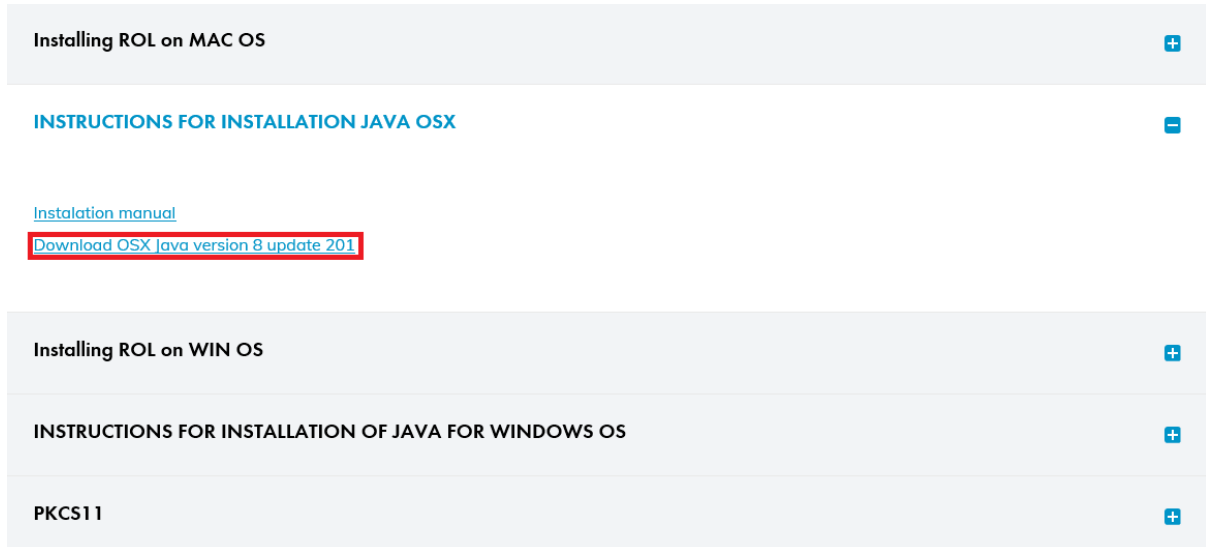 Installing ROL on MAC OS
INSTRUCTIONS FOR INSTALLATION JAVA OSX
Instalation manual
Download OSX Java version 8 update 201
Installing ROL on WIN OS
INSTRUCTIONS FOR INSTALLATION OF JAVA FOR WINDOWS OS
PKCS11